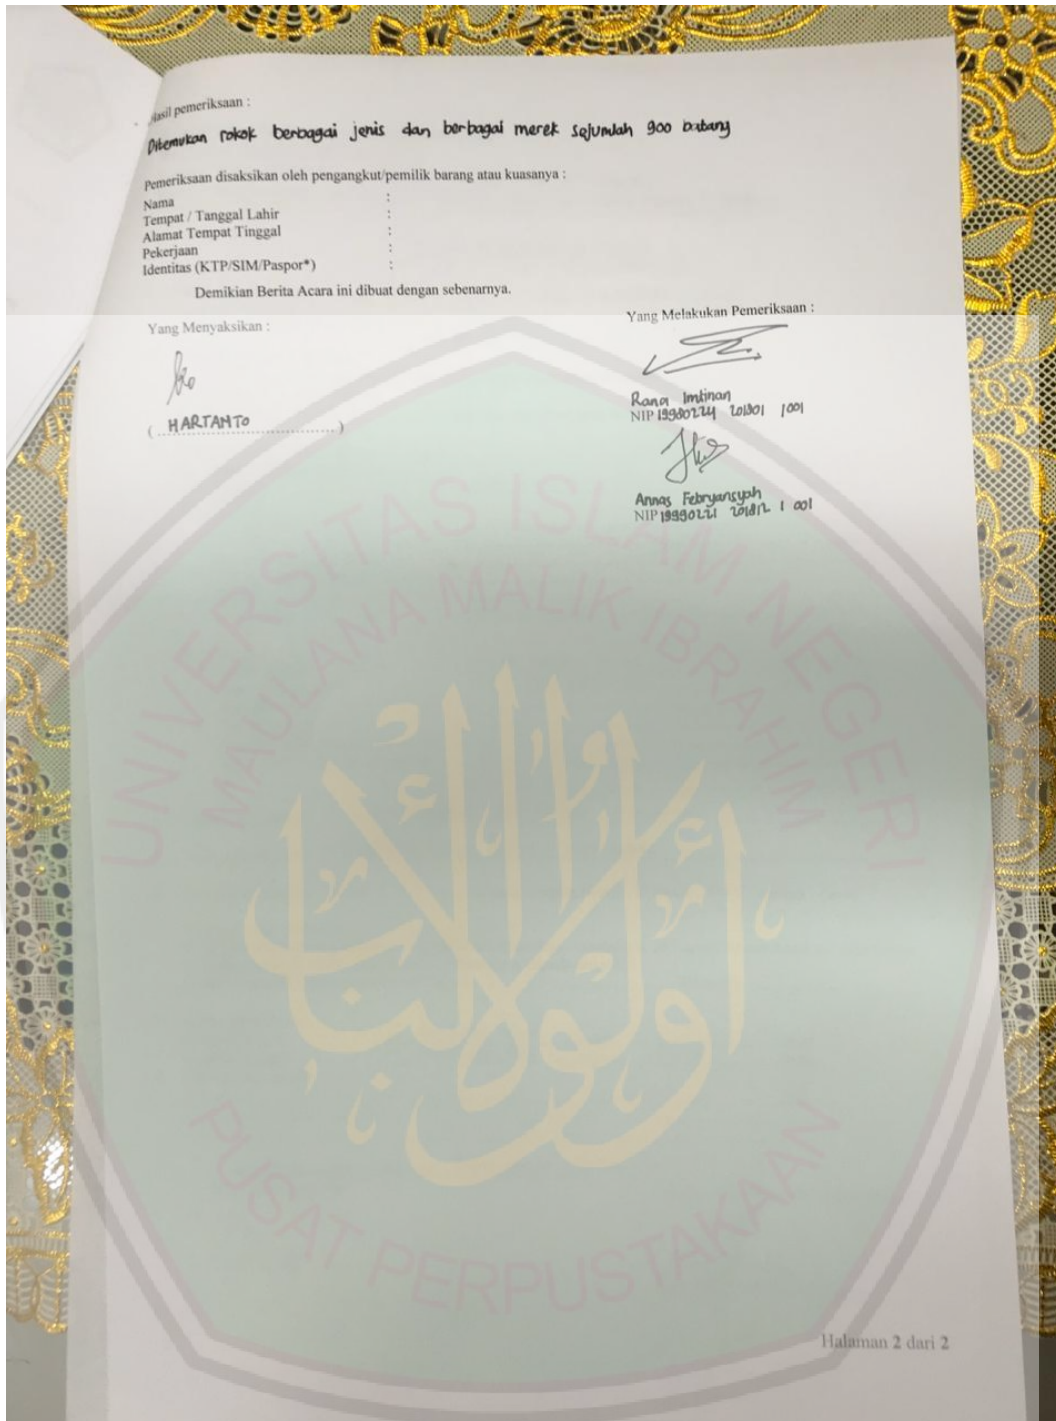 Hasil pemeriksaan :
Ditemukan rokok berbagai jenis dan berbagai merek sejumlah 900 batang
Pemeriksaan disaksikan oleh pengangkut/pemilik barang atau kuasanya :
Nama :
Tempat / Tanggal Lahir :
Alamat Tempat Tinggal :
Pekerjaan :
Identitas (KTP/SIM/Paspor*) :
Demikian Berita Acara ini dibuat dengan sebenarnya.
Yang Menyaksikan :
( HARTANTO )
Yang Melakukan Pemeriksaan :
Rana Imtinan
NIP 19980224 201801 1001
Annas Febryansyah
NIP 19990221 201812 1 001
UNIVERSITAS ISLAM NEGERI
MAULANA MALIK IBRAHIM
أولوا الألباب
PUSAT PERPUSTAKAAN
Halaman 2 dari 2